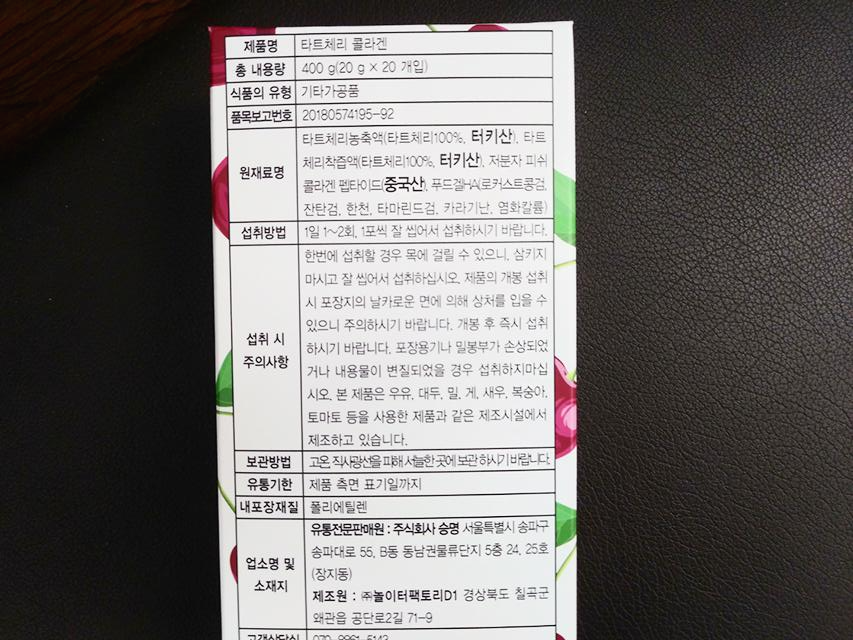 제품명 타트체리 콜라겐
총 내용량 400 g(20 g × 20 개입)
식품의 유형 기타가공품
품목보고번호 20180574195-92
원재료명
타트체리농축액(타트체리100%, 터키산), 타트
체리착즙액(타트체리100%, 터키산), 저분자 피쉬
콜라겐 펩타이드(중국산), 푸드겔HA(로커스트콩검,
잔탄검, 한천, 타마린드검, 카라기난, 염화칼륨)
섭취방법 1일 1~2회, 1포씩 잘 씹어서 섭취하시기 바랍니다.
섭취 시
주의사항
한번에 섭취할 경우 목에 걸릴 수 있으니, 삼키지
마시고 잘 씹어서 섭취하십시오. 제품의 개봉 섭취
시 포장지의 날카로운 면에 의해 상처를 입을 수
있으니 주의하시기 바랍니다. 개봉 후 즉시 섭취
하시기 바랍니다. 포장용기나 밀봉부가 손상되었
거나 내용물이 변질되었을 경우 섭취하지마십
시오. 본 제품은 우유, 대두, 밀, 게, 새우, 복숭아,
토마토 등을 사용한 제품과 같은 제조시설에서
제조하고 있습니다.
보관방법 고온, 직사광선을 피해 서늘한 곳에 보관 하시기 바랍니다.
유통기한 제품 측면 표기일까지
내포장재질 폴리에틸렌
업소명 및
소재지
유통전문판매원 : 주식회사 승명 서울특별시 송파구
송파대로 55, B동 동남권물류단지 5층 24, 25호
(장지동)
제조원 : ㈜놀이터팩토리D1 경상북도 칠곡군
왜관읍 공단로2길 71-9
고객상담실 070-8861-5143